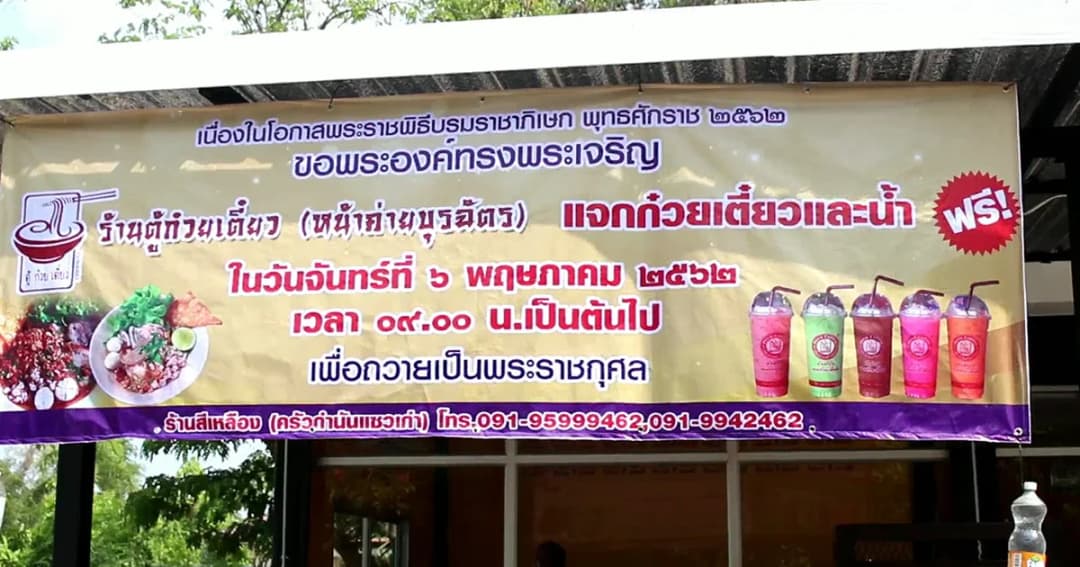 เนื่องในโอกาสพระราชพิธีบรมราชาภิเษก พุทธศักราช ๒๕๖๒
ขอพระองค์ทรงพระเจริญ
ร้านตู้ก๋วยเตี๋ยว (หน้าค่ายบุรฉัตร) แจกก๋วยเตี๋ยวและน้ำ ฟรี!
ตู้ ก๋วย เตี๋ยว
ในวันจันทร์ที่ ๖ พฤษภาคม ๒๕๖๒
เวลา ๐๙.๐๐ น.เป็นต้นไป
เพื่อถวายเป็นพระราชกุศล
ร้านสีเหลือง (ครัวกำนันแซวเก่า) โทร.091-95999462,091-9942462